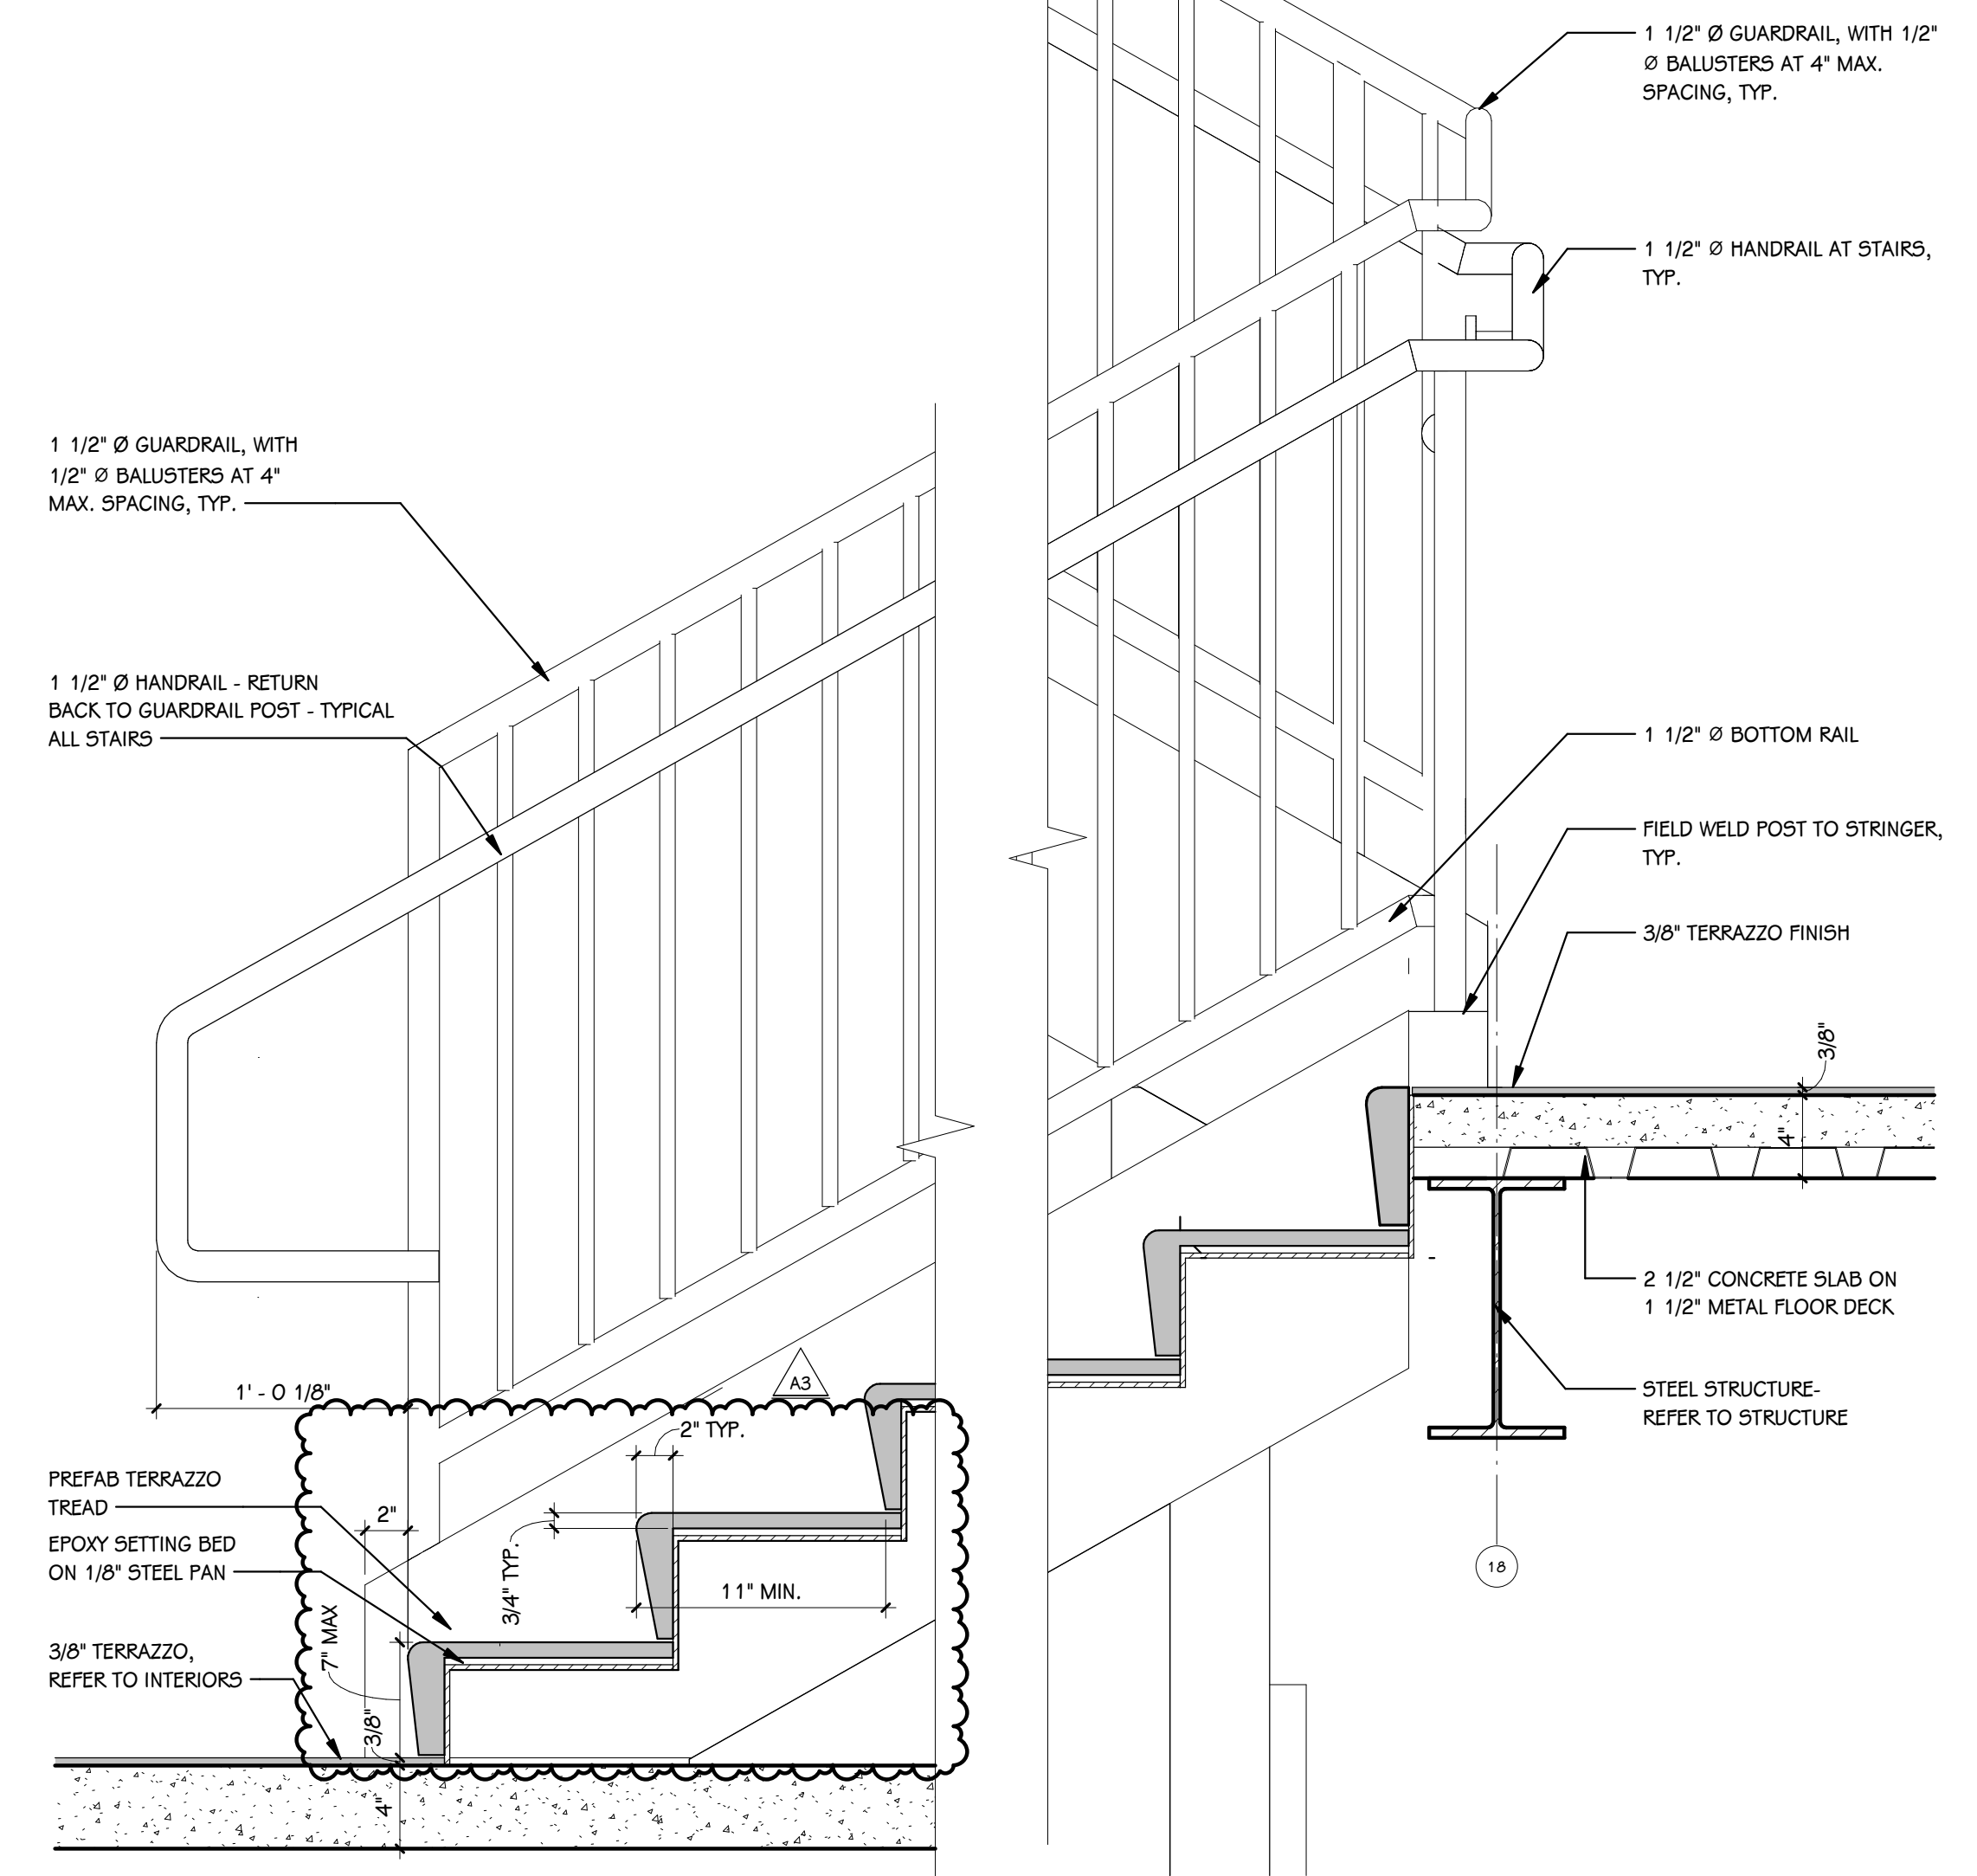 1 1/2" Ø GUARDRAIL, WITH 1/2"
Ø BALUSTERS AT 4" MAX.
SPACING, TYP.
1 1/2" Ø HANDRAIL AT STAIRS,
TYP.
1 1/2" Ø GUARDRAIL, WITH
1/2" Ø BALUSTERS AT 4"
MAX. SPACING, TYP.
1 1/2" Ø HANDRAIL - RETURN
BACK TO GUARDRAIL POST - TYPICAL
ALL STAIRS
1 1/2" Ø BOTTOM RAIL
FIELD WELD POST TO STRINGER,
TYP.
3/8" TERRAZZO FINISH
3/8"
4"
2 1/2" CONCRETE SLAB ON
1 1/2" METAL FLOOR DECK
STEEL STRUCTURE-
REFER TO STRUCTURE
18
1' - 0 1/8"
A3
2" TYP.
PREFAB TERRAZZO
TREAD
2"
EPOXY SETTING BED
ON 1/8" STEEL PAN
3/4" TYP.
11" MIN.
7" MAX
3/8" TERRAZZO,
REFER TO INTERIORS
3/8"
4"